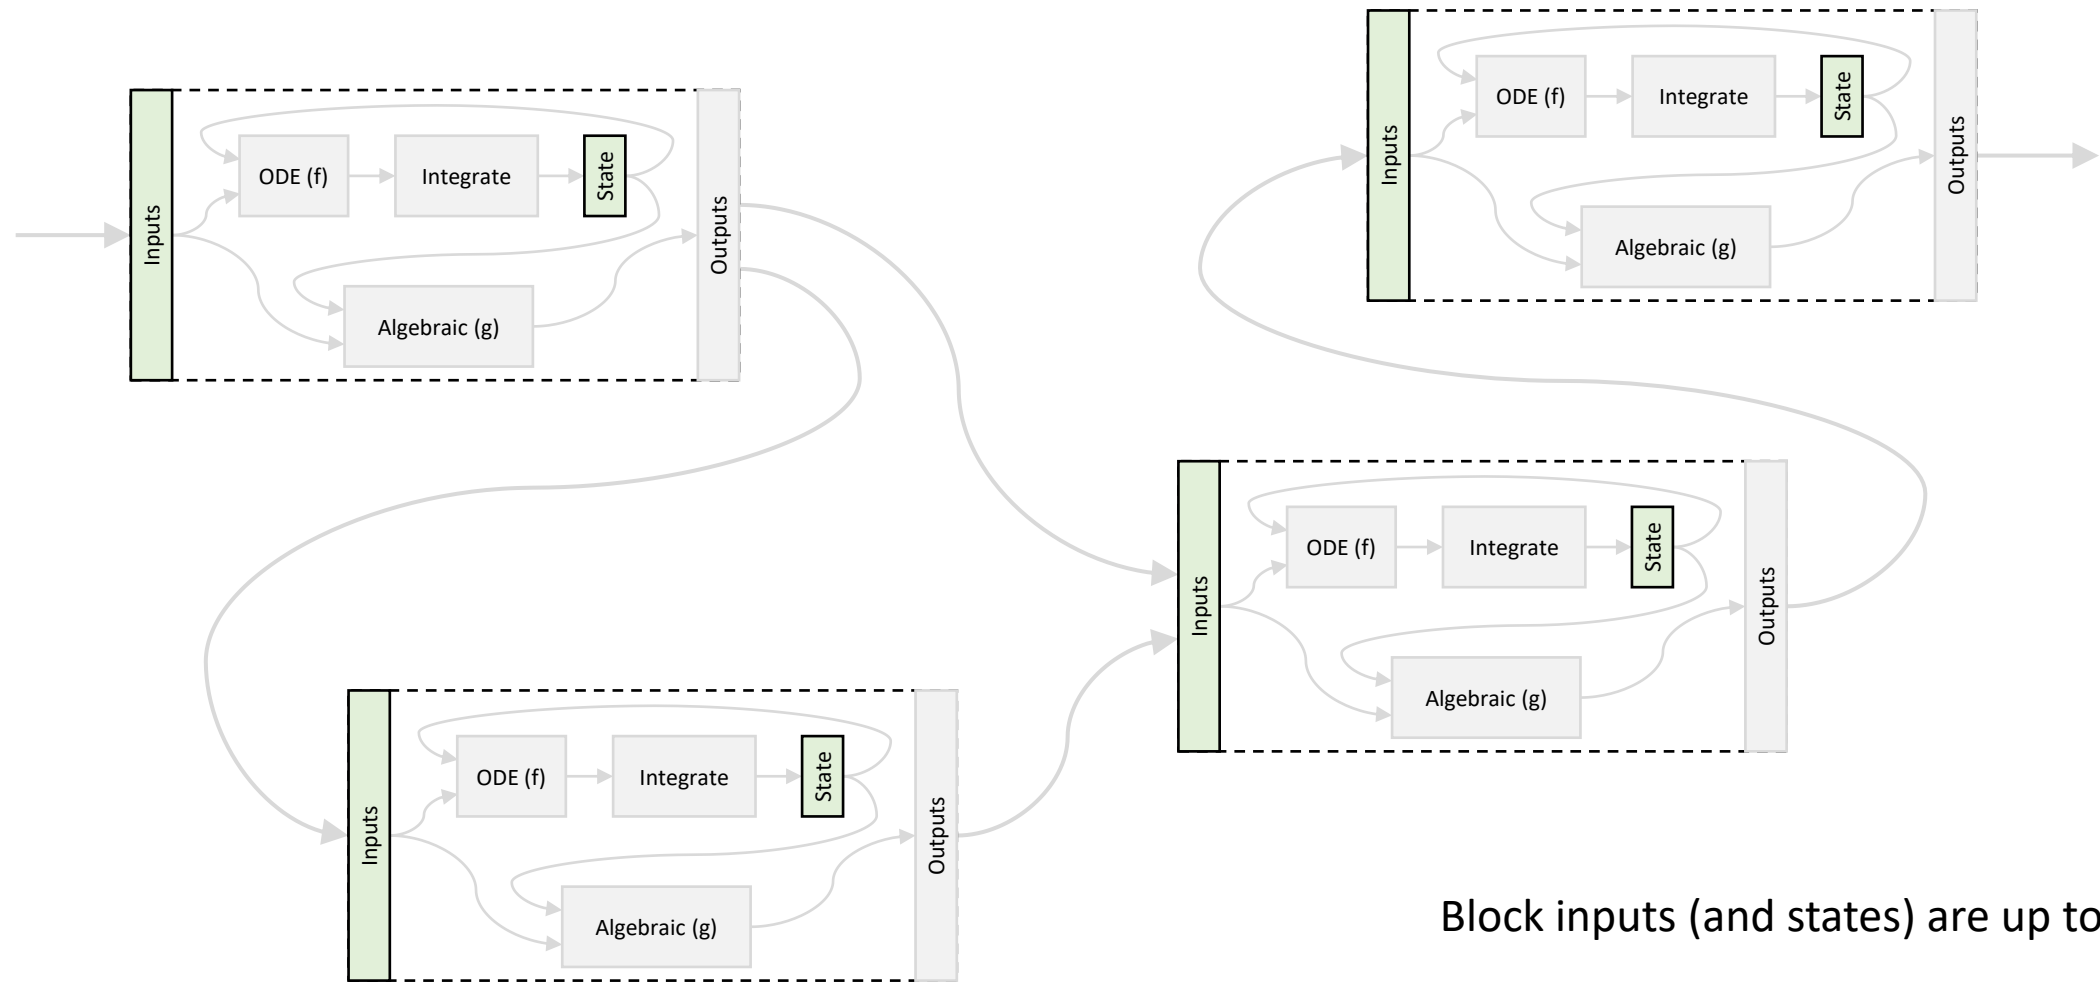 Inputs
ODE (f)
Integrate
State
Algebraic (g)
Outputs
Inputs
ODE (f)
Integrate
State
Algebraic (g)
Outputs
Inputs
ODE (f)
Integrate
State
Algebraic (g)
Outputs
Inputs
ODE (f)
Integrate
State
Algebraic (g)
Outputs
Block inputs (and states) are up to